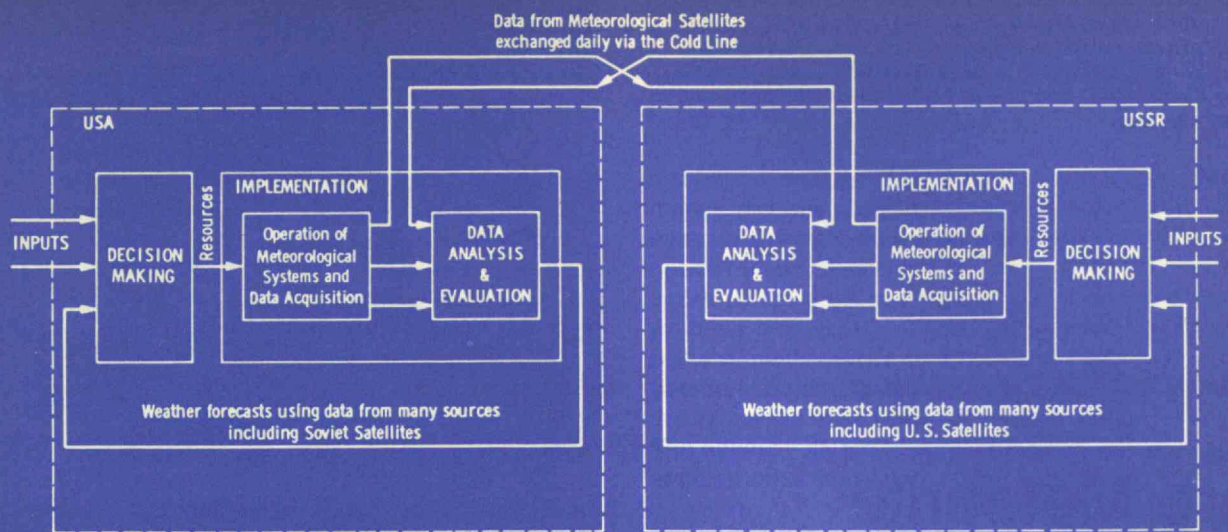 Data from Meteorological Satellites
exchanged daily via the Cold Line
USA
IMPLEMENTATION
INPUTS
DECISION
MAKING
Resources
Operation of
Meteorological
Systems and
Data Acquisition
DATA
ANALYSIS
&
EVALUATION
Weather forecasts using data from many sources
including Soviet Satellites
USSR
IMPLEMENTATION
DATA
ANALYSIS
&
EVALUATION
Operation of
Meteorological
Systems and
Data Acquisition
Resources
DECISION
MAKING
INPUTS
Weather forecasts using data from many sources
including U. S. Satellites